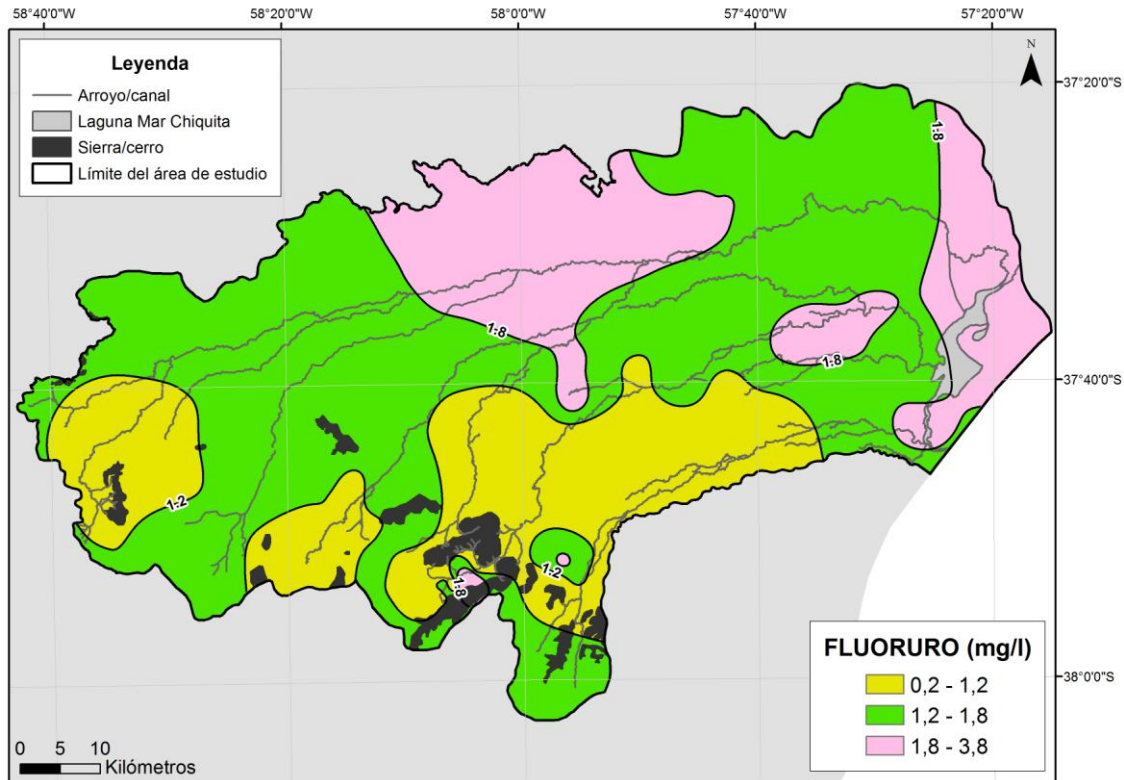 58°40'0"W 58°20'0"W 58°0'0"W 57°40'0"W 57°20'0"W
Leyenda
Arroyo/canal
Laguna Mar Chiquita
Sierra/cerro
Límite del área de estudio
N
37°20'0"S
1.8
1.8
1.8
37°40'0"S
1.2
1.2
1.8
38°0'0"S
FLUORURO (mg/l)
0,2 - 1,2
1,2 - 1,8
1,8 - 3,8
0 5 10
Kilómetros